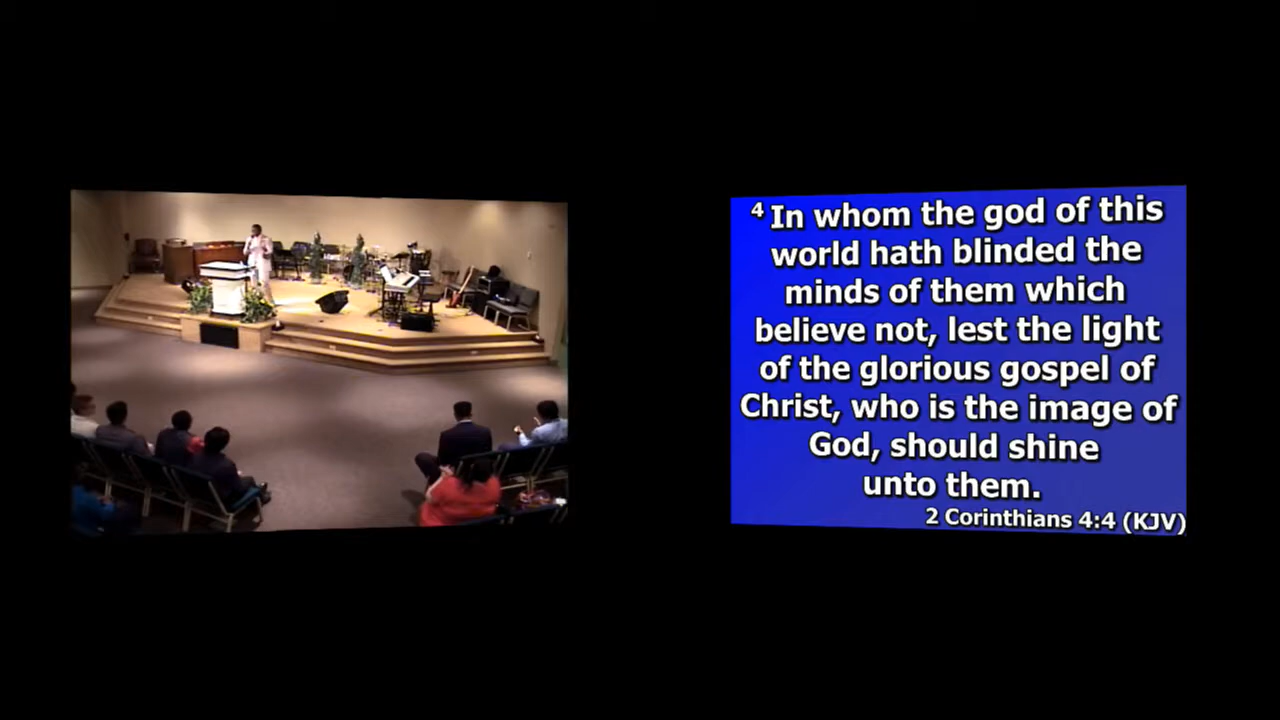 4 In whom the god of this
world hath blinded the
minds of them which
believe not, lest the light
of the glorious gospel of
Christ, who is the image of
God, should shine
unto them.
2 Corinthians 4:4 (KJV)